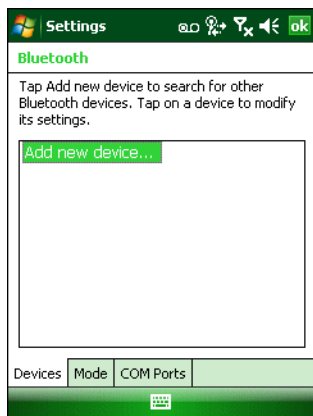 Settings ok
Bluetooth
Tap Add new device to search for other
Bluetooth devices. Tap on a device to modify
its settings.
Add new device...
Devices Mode COM Ports